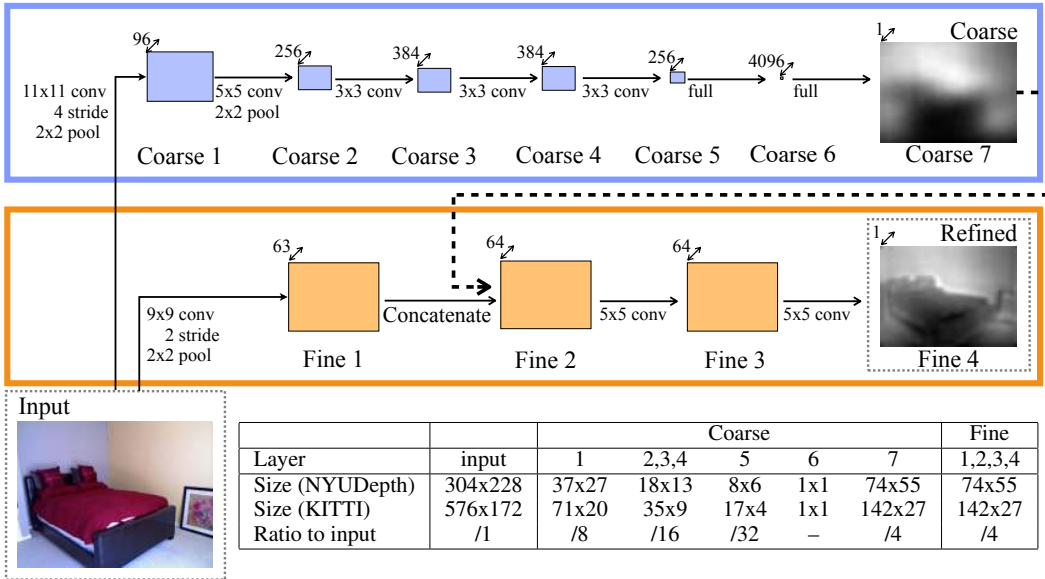 96
256
384
384
256
4096
1
Coarse
11x11 conv
4 stride
2x2 pool
5x5 conv
2x2 pool
3x3 conv
3x3 conv
3x3 conv
full
full
Coarse 1
Coarse 2
Coarse 3
Coarse 4
Coarse 5
Coarse 6
Coarse 7
63
64
64
1
Refined
9x9 conv
2 stride
2x2 pool
Concatenate
5x5 conv
5x5 conv
Fine 1
Fine 2
Fine 3
Fine 4
Input
Coarse Fine
Layer input 1 2,3,4 5 6 7 1,2,3,4
Size (NYUDepth) 304x228 37x27 18x13 8x6 1x1 74x55 74x55
Size (KITTI) 576x172 71x20 35x9 17x4 1x1 142x27 142x27
Ratio to input /1 /8 /16 /32 – /4 /4